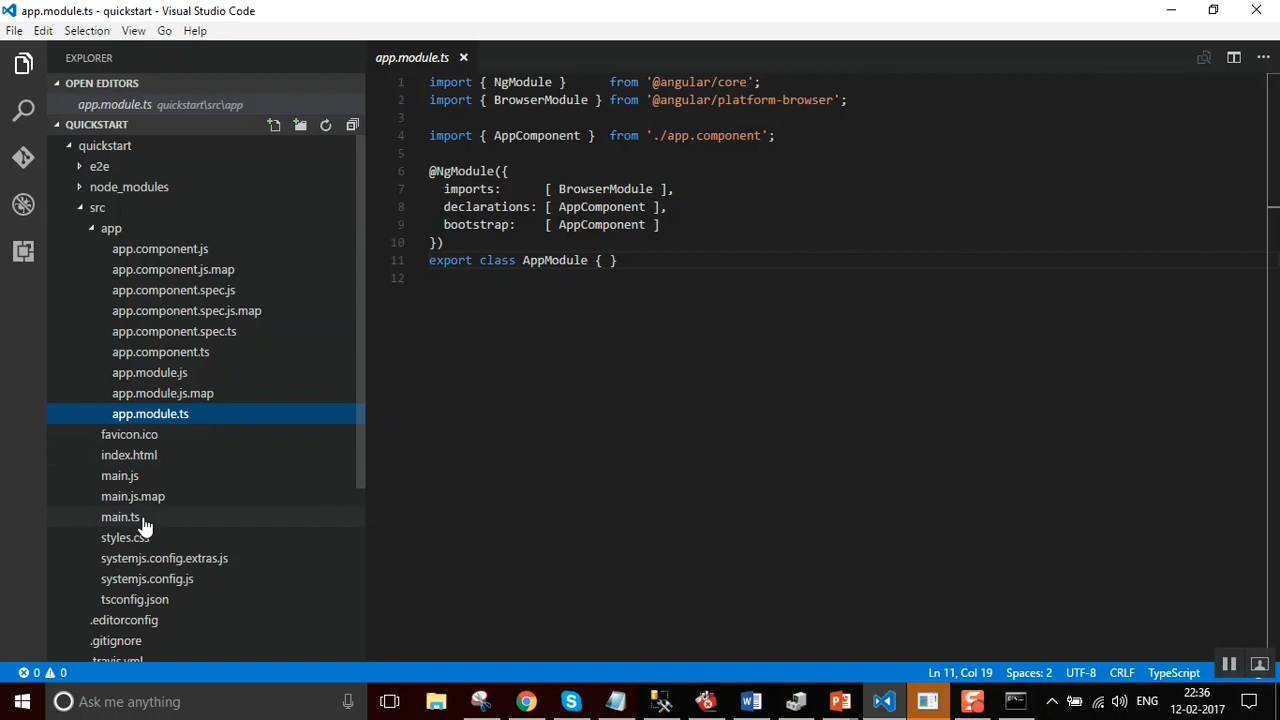 app.module.ts - quickstart - Visual Studio Code
File Edit Selection View Go Help
EXPLORER
OPEN EDITORS
app.module.ts quickstart\src\app
QUICKSTART
quickstart
e2e
node_modules
src
app
app.component.js
app.component.js.map
app.component.spec.js
app.component.spec.js.map
app.component.spec.ts
app.component.ts
app.module.js
app.module.js.map
app.module.ts
favicon.ico
index.html
main.js
main.js.map
main.ts
styles.css
systemjs.config.extras.js
systemjs.config.js
tsconfig.json
.editorconfig
.gitignore
.travis.yml
app.module.ts
1 import { NgModule } from '@angular/core';
2 import { BrowserModule } from '@angular/platform-browser';
3
4 import { AppComponent } from './app.component';
5
6 @NgModule({
7 imports: [ BrowserModule ],
8 declarations: [ AppComponent ],
9 bootstrap: [ AppComponent ]
10 })
11 export class AppModule { }
12
0 0
Ln 11, Col 19 Spaces: 2 UTF-8 CRLF TypeScript
Ask me anything
ENG
22:36
12-02-2017